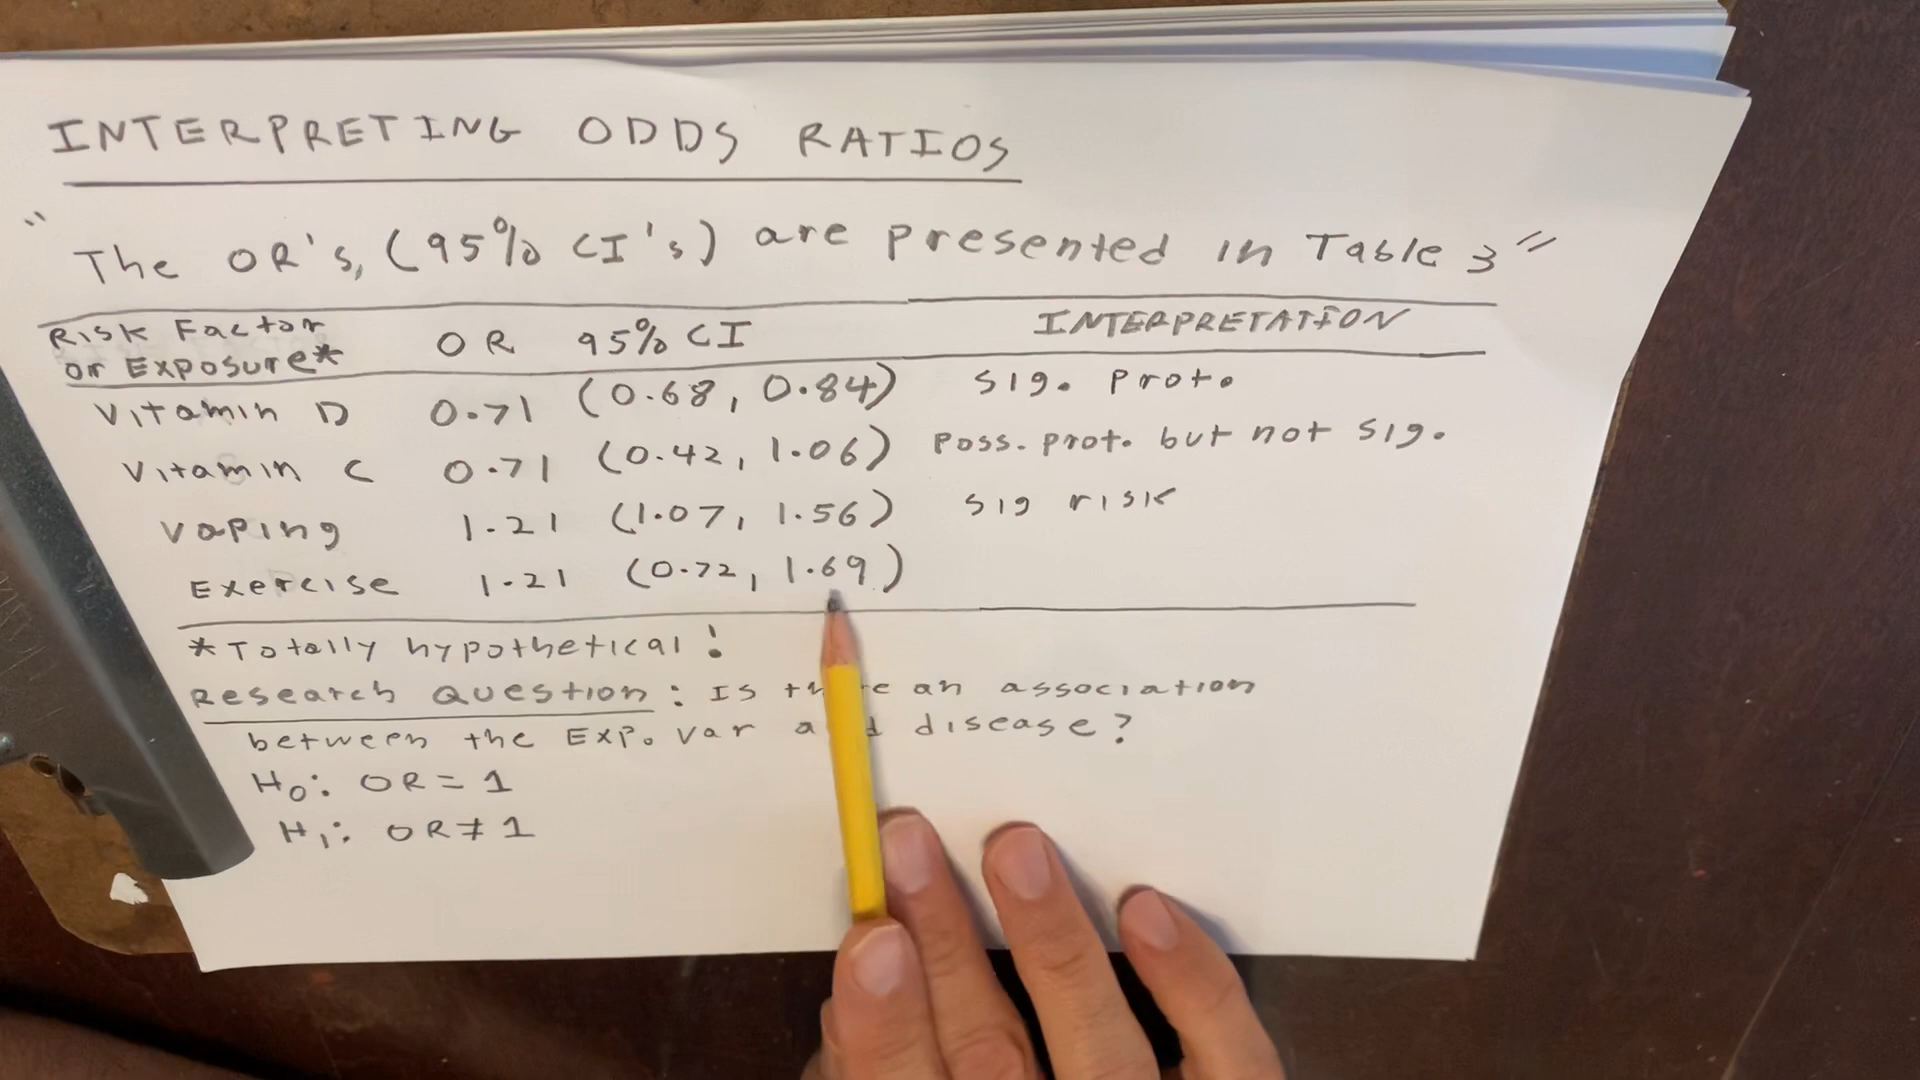 INTERPRETING ODDS RATIOS
"The OR's, (95% CI's) are presented in Table 3"
Risk Factor or Exposure* OR 95% CI INTERPRETATION
Vitamin D 0.71 (0.68, 0.84) sig. prot.
Vitamin C 0.71 (0.42, 1.06) poss. prot. but not sig.
Vaping 1.21 (1.07, 1.56) sig risk
Exercise 1.21 (0.72, 1.69)
*Totally hypothetical!
Research Question: Is an association
between the Exp. var disease?
H₀: OR = 1
H₁: OR ≠ 1